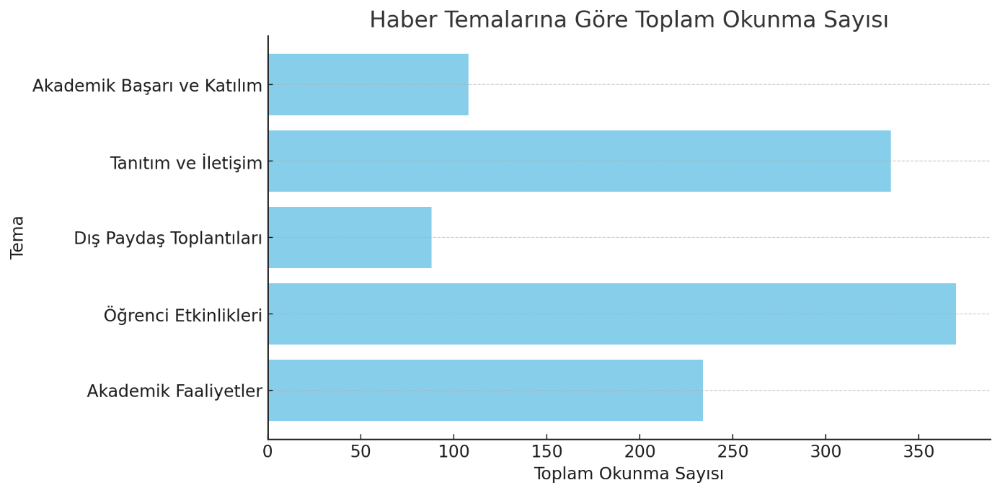 Haber Temalarına Göre Toplam Okunma Sayısı
Akademik Başarı ve Katılım
Tanıtım ve İletişim
Dış Paydaş Toplantıları
Öğrenci Etkinlikleri
Akademik Faaliyetler
Tema
0 50 100 150 200 250 300 350
Toplam Okunma Sayısı